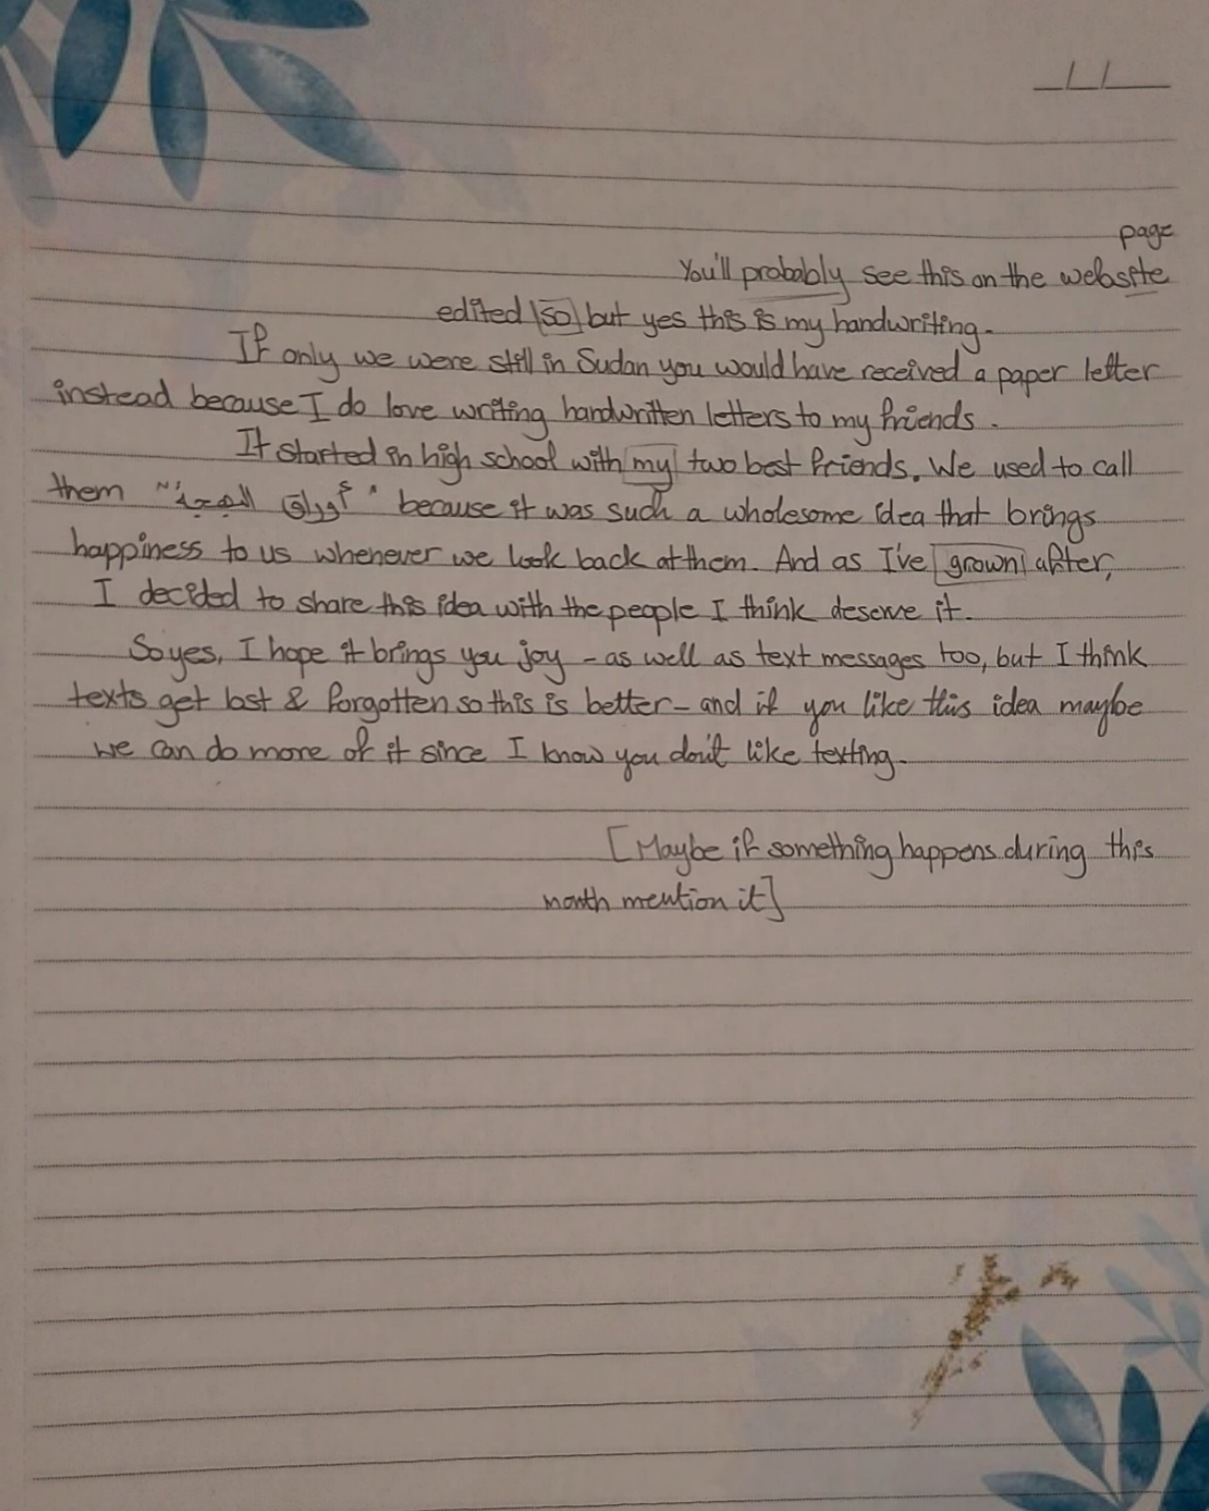 __/__/____
page
You'll probably see this on the website
edited so but yes this is my handwriting.
If only we were still in Sudan you would have received a paper letter
instead because I do love writing handwritten letters to my friends.
It started in high school with my two best friends. We used to call
them "أوراق المحبة" because it was such a wholesome idea that brings
happiness to us whenever we look back at them. And as I've grown after,
I decided to share this idea with the people I think deserve it.
So yes, I hope it brings you joy - as well as text messages too, but I think
texts get lost & forgotten so this is better - and if you like this idea maybe
we can do more of it since I know you don't like texting.
[Maybe if something happens during this
month mention it]